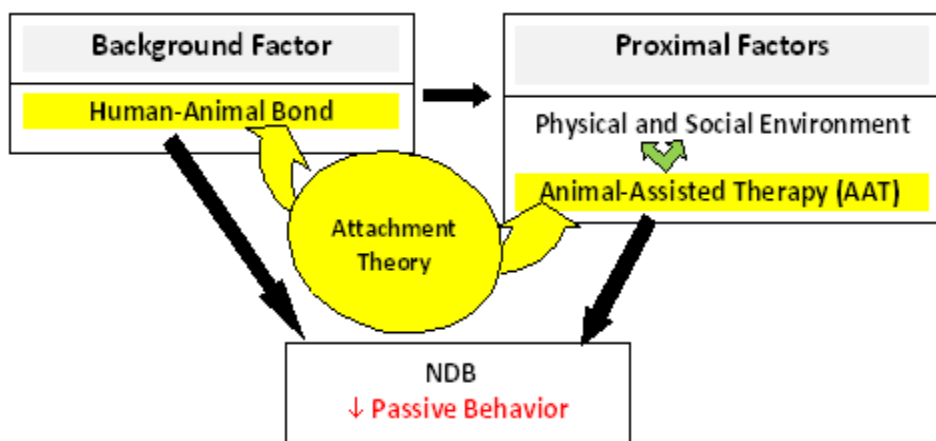 Background Factor
Human-Animal Bond
Proximal Factors
Physical and Social Environment
Animal-Assisted Therapy (AAT)
Attachment
Theory
NDB
↓ Passive Behavior